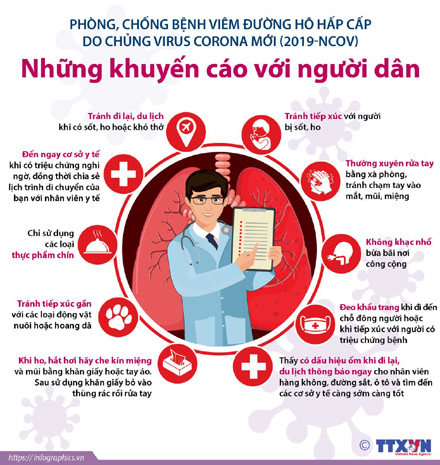 PHÒNG, CHỐNG BỆNH VIÊM ĐƯỜNG HÔ HẤP CẤP
DO CHỦNG VIRUS CORONA MỚI (2019-NCOV)
Những khuyến cáo với người dân
Tránh đi lại, du lịch
khi có sốt, ho hoặc khó thở
Tránh tiếp xúc với người
bị sốt, ho
Đến ngay cơ sở y tế
khi có triệu chứng nghi
ngờ, đồng thời chia sẻ
lịch trình di chuyển của
bạn với nhân viên y tế
Thường xuyên rửa tay
bằng xà phòng,
tránh chạm tay vào
mắt, mũi, miệng
Chỉ sử dụng
các loại
thực phẩm chín
Không khạc nhổ
bừa bãi nơi
công cộng
Tránh tiếp xúc gần
với các loại động vật
nuôi hoặc hoang dã
Đeo khẩu trang khi đi đến
chỗ đông người hoặc
khi tiếp xúc với người có
triệu chứng bệnh
Khi ho, hắt hơi hãy che kín miệng
và mũi bằng khăn giấy hoặc tay áo.
Sau sử dụng khăn giấy bỏ vào
thùng rác rồi rửa tay
Thấy có dấu hiệu ốm khi đi lại,
du lịch thông báo ngay cho nhân viên
hàng không, đường sắt, ô tô và tìm đến
các cơ sở y tế càng sớm càng tốt
https://infographics.vn
© TTXVN
Vietnam News Agency